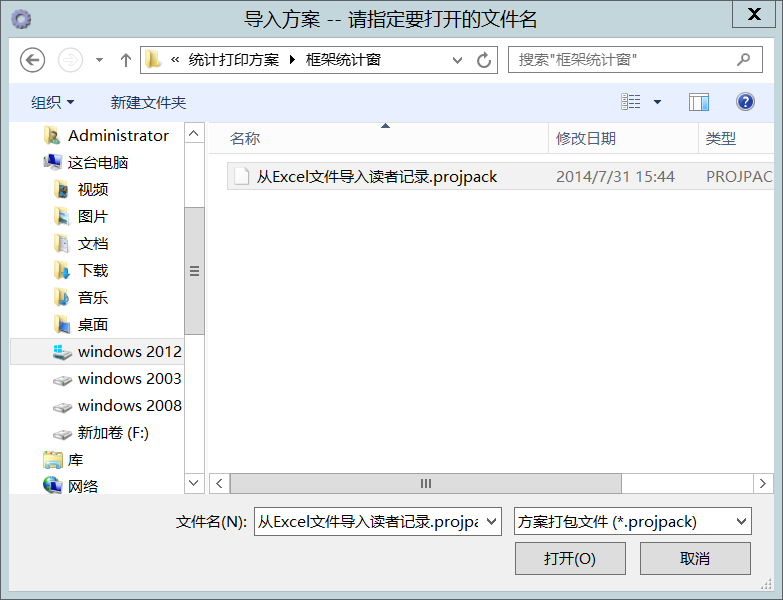 导入方案 -- 请指定要打开的文件名
« 统计打印方案 框架统计窗
搜索"框架统计窗"
组织 新建文件夹
名称 修改日期 类型
从Excel文件导入读者记录.projpack 2014/7/31 15:44 PROJPAC
Administrator
这台电脑
视频
图片
文档
下载
音乐
桌面
windows 2012
windows 2003
windows 2008
新加卷 (F:)
库
网络
文件名(N): 从Excel文件导入读者记录.projpa 方案打包文件 (*.projpack)
打开(O) 取消